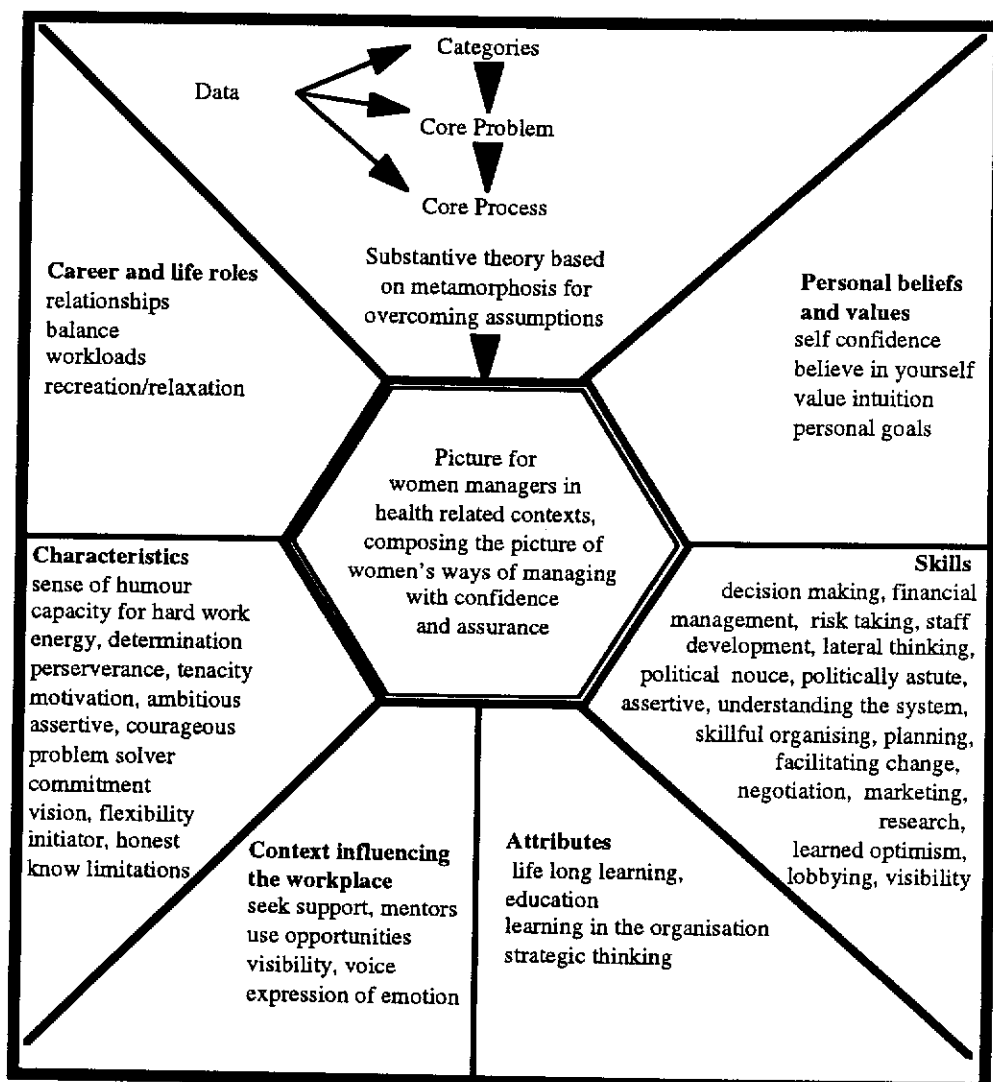 Categories
Data
Core Problem
Core Process
Substantive theory based
on metamorphosis for
overcoming assumptions
Career and life roles
relationships
balance
workloads
recreation/relaxation
Personal beliefs
and values
self confidence
believe in yourself
value intuition
personal goals
Picture for
women managers in
health related contexts,
composing the picture of
women's ways of managing
with confidence
and assurance
Characteristics
sense of humour
capacity for hard work
energy, determination
perserverance, tenacity
motivation, ambitious
assertive, courageous
problem solver
commitment
vision, flexibility
initiator, honest
know limitations
Skills
decision making, financial
management, risk taking, staff
development, lateral thinking,
political nouce, politically astute,
assertive, understanding the system,
skillful organising, planning,
facilitating change,
negotiation, marketing,
research,
learned optimism,
lobbying, visibility
Context influencing
the workplace
seek support, mentors
use opportunities
visibility, voice
expression of emotion
Attributes
life long learning,
education
learning in the organisation
strategic thinking